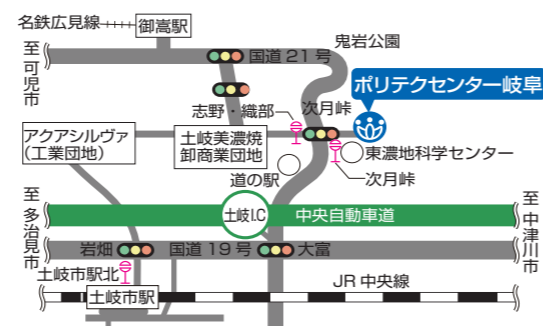 名鉄広見線
御嵩駅
鬼岩公園
至可児市
国道21号
ポリテクセンター岐阜
志野・織部
次月峠
アクアシルヴァ
(工業団地)
土岐美濃焼
卸商業団地
東濃地科学センター
道の駅
次月峠
至多治見市
土岐I.C
中央自動車道
至中津川市
岩畑
国道19号
大富
土岐市駅北
JR中央線
土岐市駅